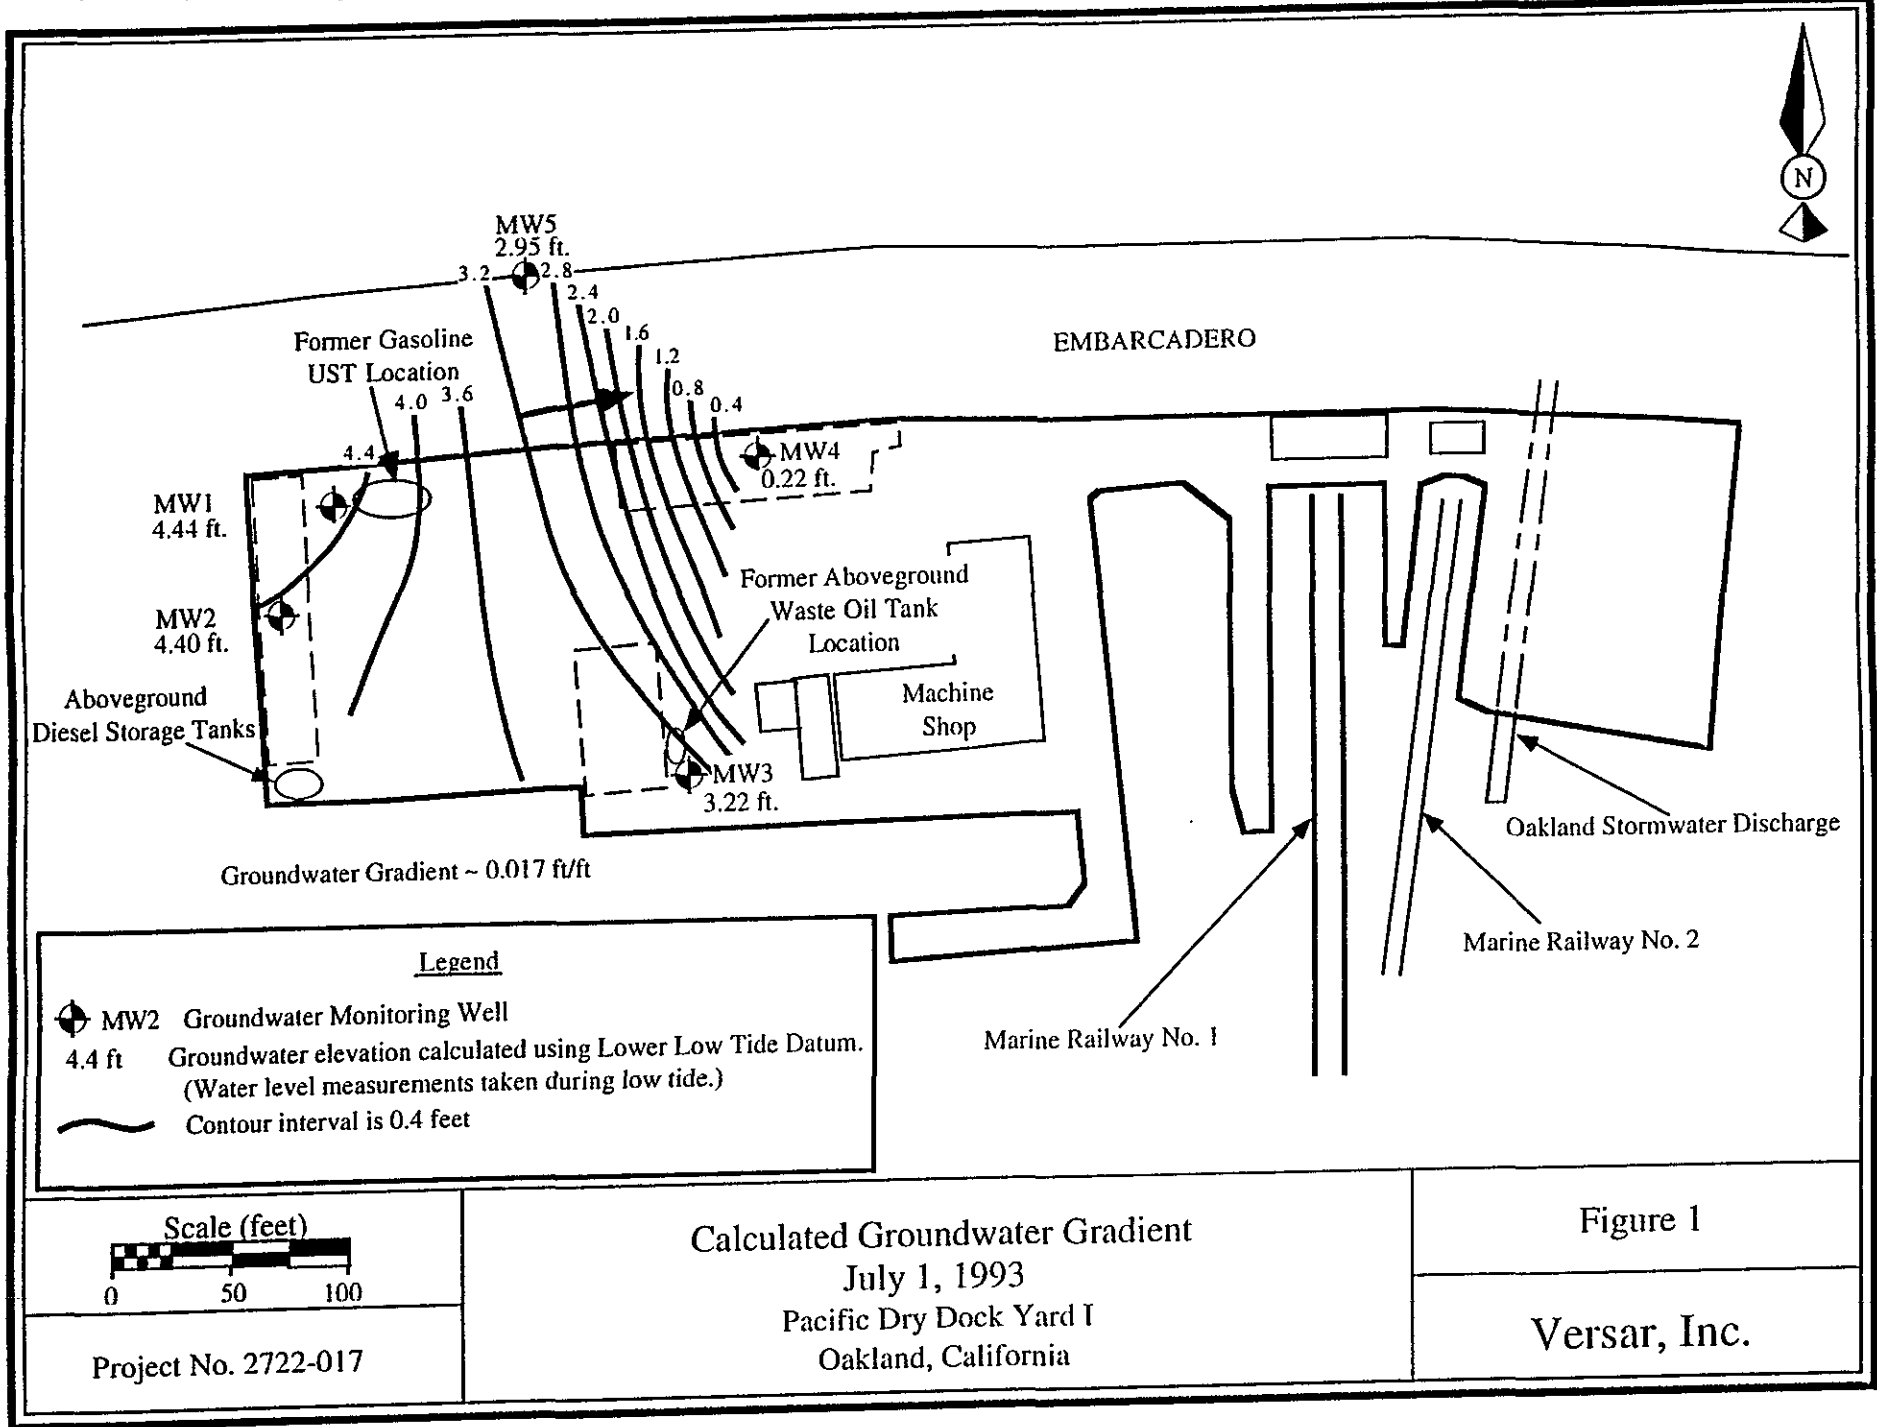 N
MW5
2.95 ft.
3.2
2.8
2.4
2.0
1.6
1.2
0.8
0.4
Former Gasoline
UST Location
4.0
3.6
4.4
EMBARCADERO
MW4
0.22 ft.
MW1
4.44 ft.
MW2
4.40 ft.
Former Aboveground
Waste Oil Tank
Location
Machine
Shop
Aboveground
Diesel Storage Tanks
MW3
3.22 ft.
Oakland Stormwater Discharge
Groundwater Gradient ~ 0.017 ft/ft
Marine Railway No. 2
Marine Railway No. 1
Legend
MW2 Groundwater Monitoring Well
4.4 ft Groundwater elevation calculated using Lower Low Tide Datum.
(Water level measurements taken during low tide.)
Contour interval is 0.4 feet
Scale (feet)
0 50 100
Project No. 2722-017
Calculated Groundwater Gradient
July 1, 1993
Pacific Dry Dock Yard I
Oakland, California
Figure 1
Versar, Inc.